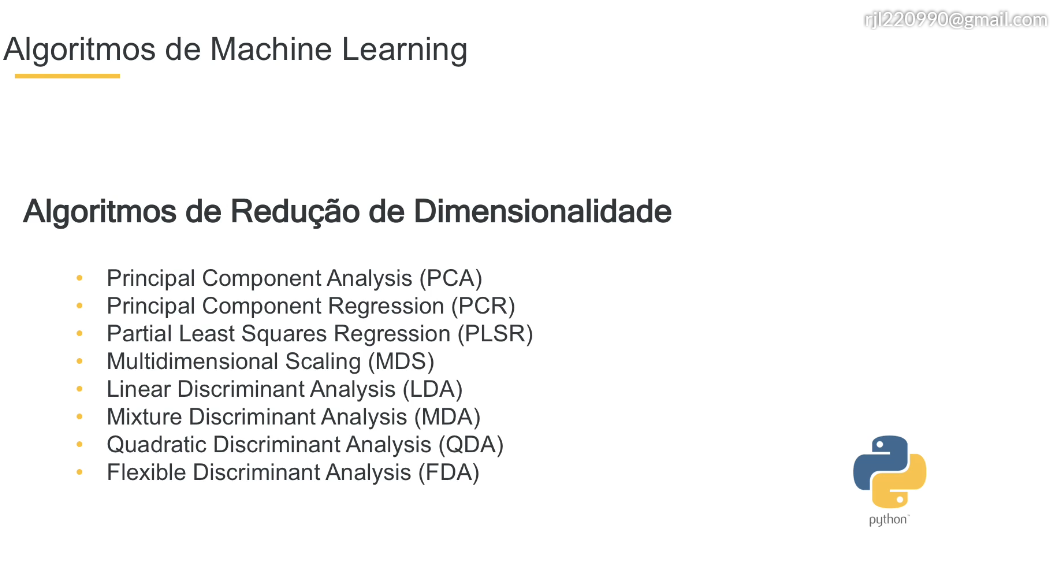 rjl220990@gmail.com
Algoritmos de Machine Learning
Algoritmos de Redução de Dimensionalidade
• Principal Component Analysis (PCA)
• Principal Component Regression (PCR)
• Partial Least Squares Regression (PLSR)
• Multidimensional Scaling (MDS)
• Linear Discriminant Analysis (LDA)
• Mixture Discriminant Analysis (MDA)
• Quadratic Discriminant Analysis (QDA)
• Flexible Discriminant Analysis (FDA)
python™